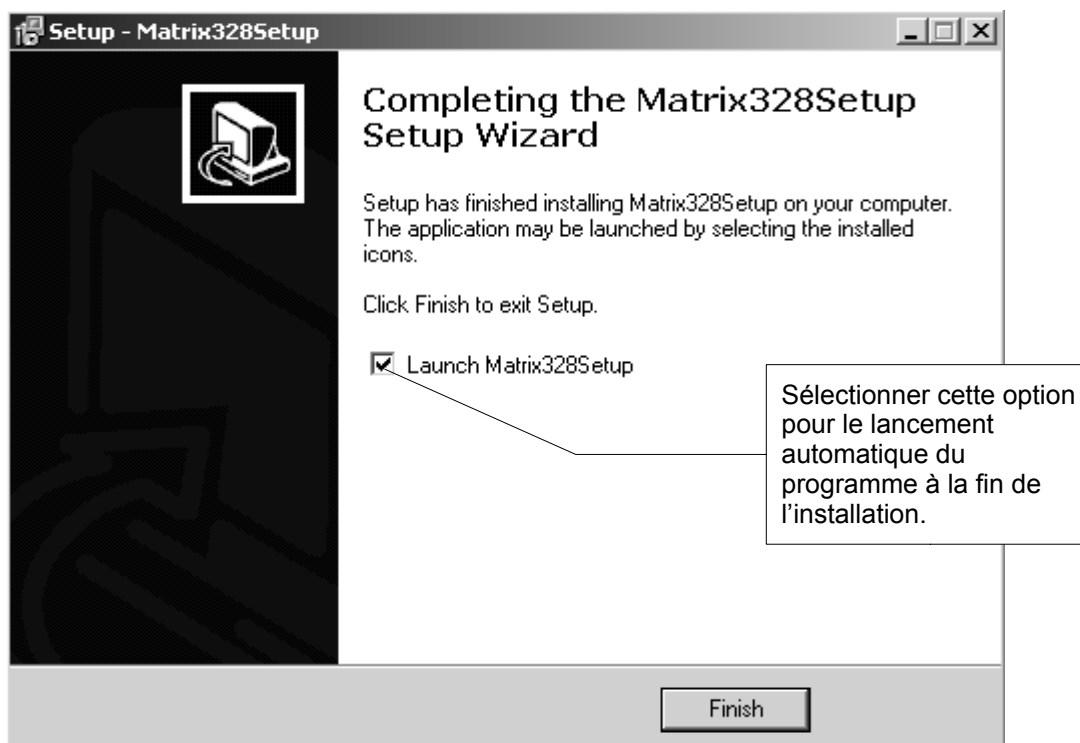 Setup - Matrix328Setup
Completing the Matrix328Setup
Setup Wizard
Setup has finished installing Matrix328Setup on your computer.
The application may be launched by selecting the installed
icons.
Click Finish to exit Setup.
Launch Matrix328Setup
Sélectionner cette option
pour le lancement
automatique du
programme à la fin de
l’installation.
Finish